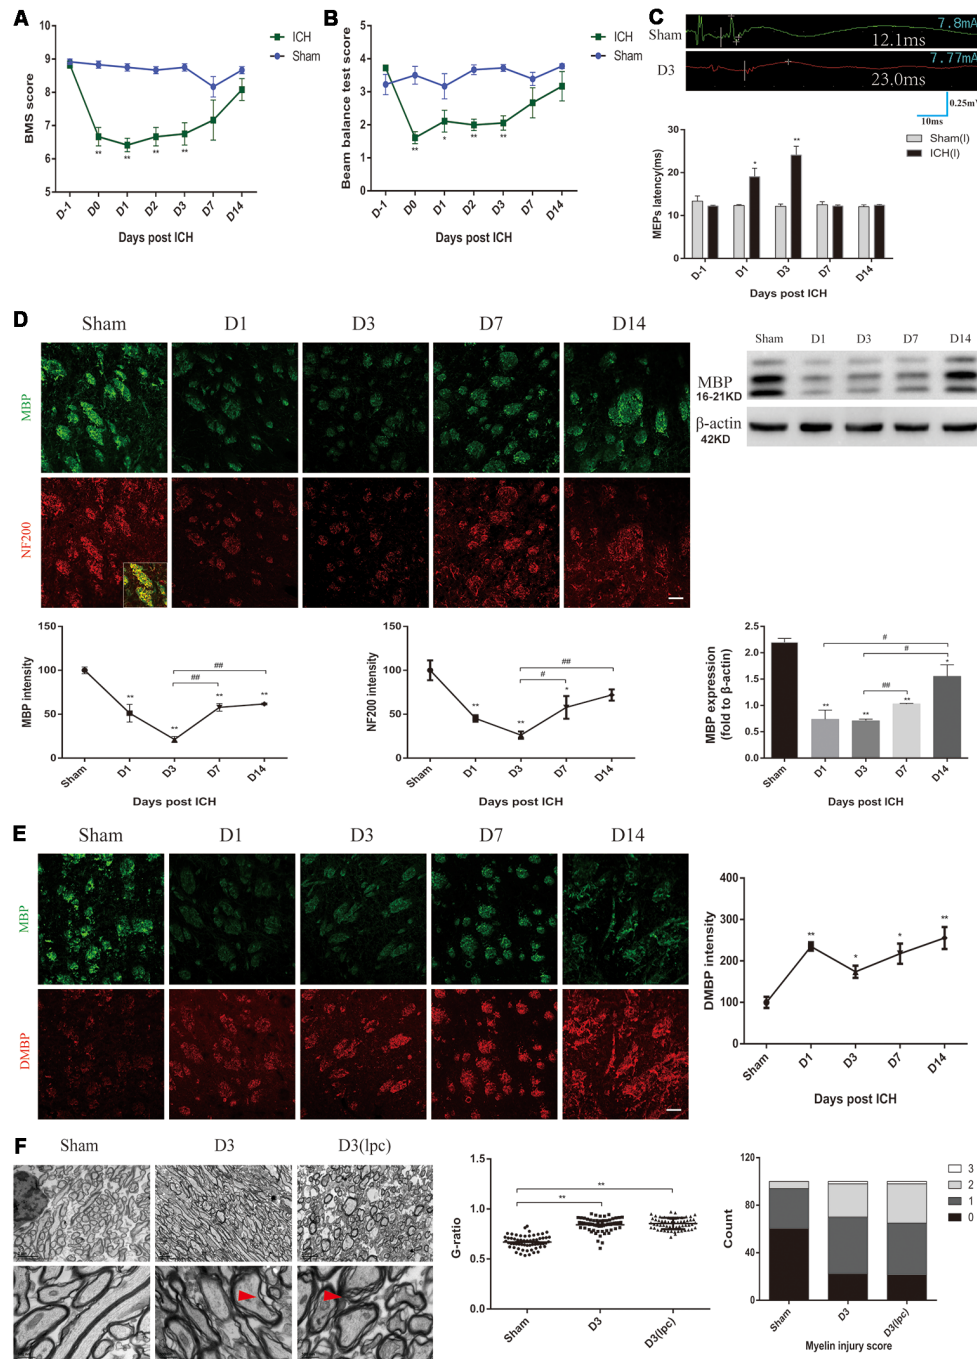 A
ICH
Sham
BMS score
10
9
8
7
6
5
D-1
D0
D1
D2
D3
D7
D14
**
**
**
**
Days post ICH
B
ICH
Sham
Beam balance test score
5
4
3
2
1
0
D-1
D0
D1
D2
D3
D7
D14
**
*
**
**
Days post ICH
C
Sham
7.8mA
12.1ms
D3
7.77mA
23.0ms
0.25mV
10ms
Sham(I)
ICH(I)
MEPs latency(ms)
30
20
10
0
*
**
D-1
D1
D3
D7
D14
Days post ICH
D
Sham
D1
D3
D7
D14
MBP
NF200
Sham
D1
D3
D7
D14
MBP
16-21KD
β-actin
42KD
MBP intensity
150
100
50
0
**
**
**
**
##
##
Sham
D1
D3
D7
D14
Days post ICH
NF200 intensity
150
100
50
0
**
**
*
#
##
Sham
D1
D3
D7
D14
Days post ICH
MBP expression
(fold to β-actin)
2.5
2.0
1.5
1.0
0.5
0.0
**
**
**
*
##
#
#
Sham
D1
D3
D7
D14
Days post ICH
E
Sham
D1
D3
D7
D14
MBP
DMBP
DMBP intensity
400
300
200
100
0
**
*
*
**
Sham
D1
D3
D7
D14
Days post ICH
F
Sham
D3
D3(lpc)
G-ratio
1.5
1.0
0.5
0.0
**
**
Sham
D3
D3(lpc)
Count
120
80
40
0
3
2
1
0
Sham
D3
D3(lpc)
Myelin injury score